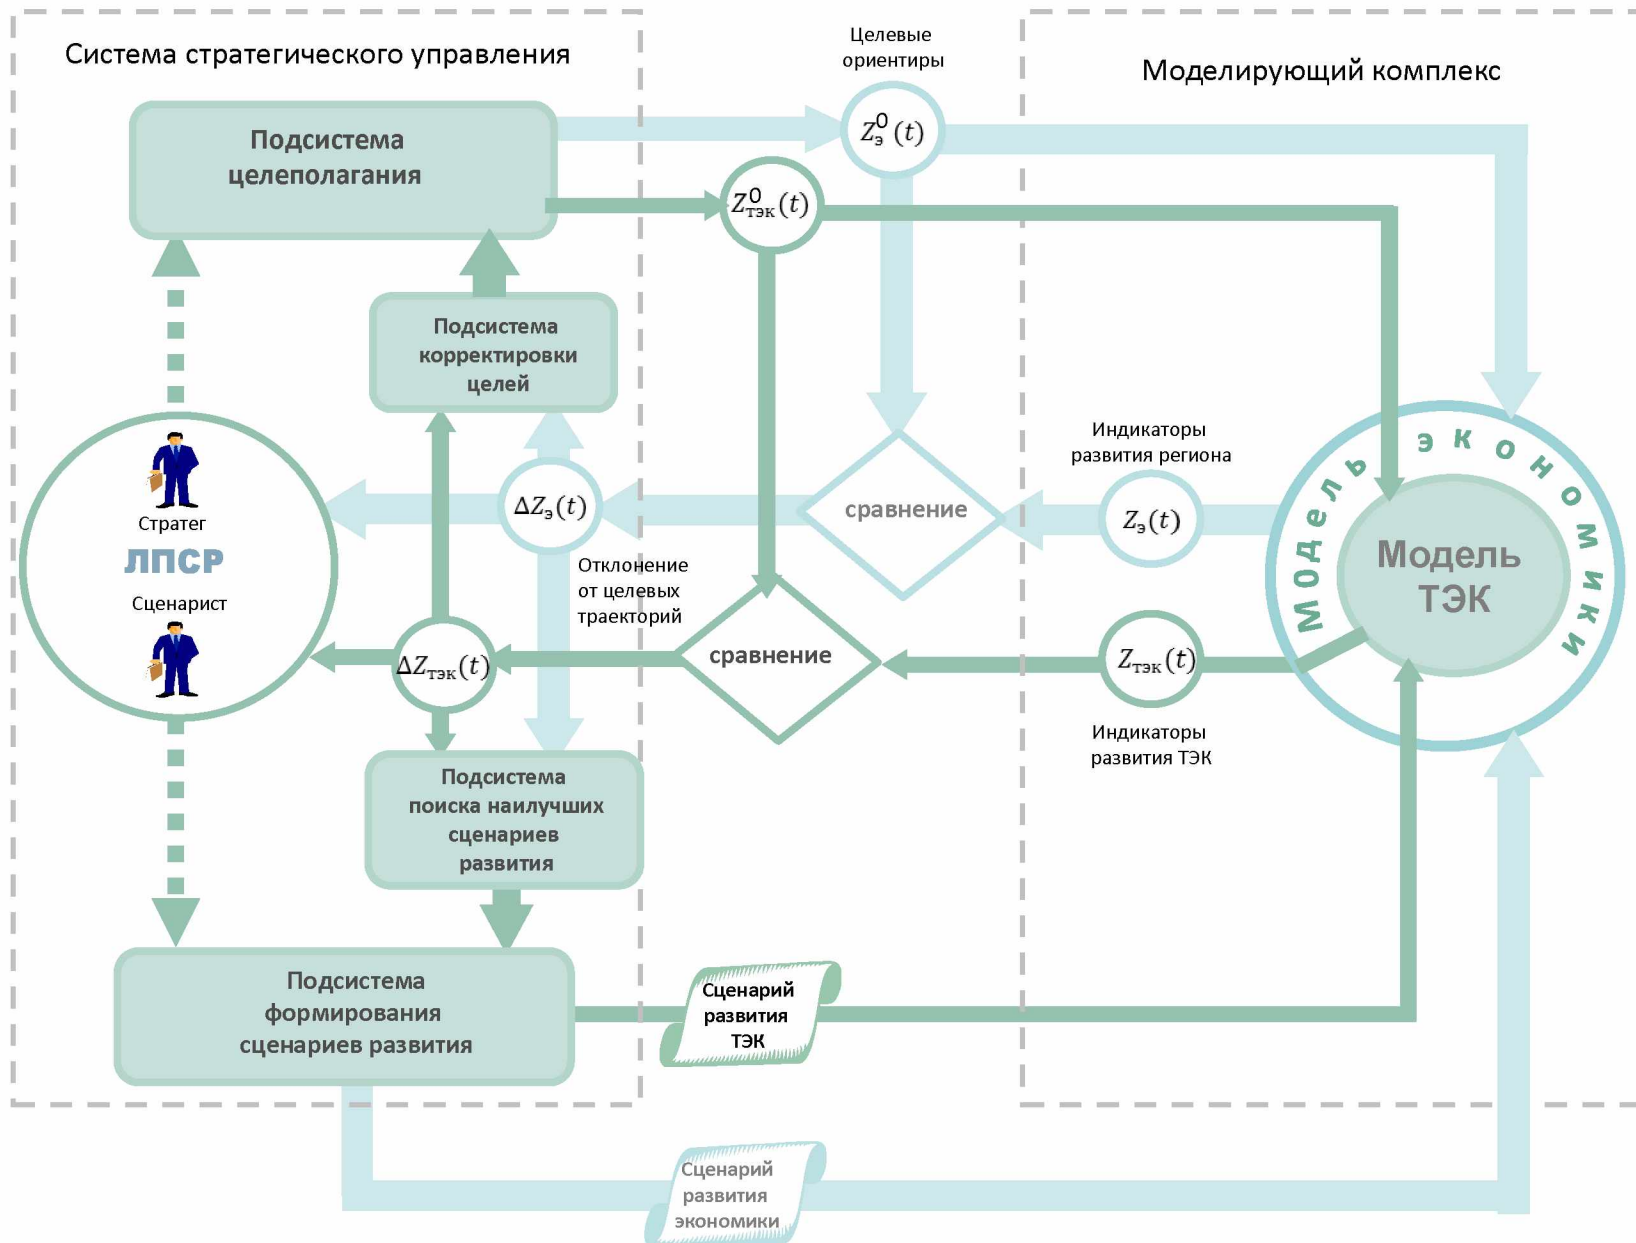 Система стратегического управления
Целевые
ориентиры
Моделирующий комплекс
Подсистема
целеполагания
Z⁰э(t)
Z⁰тэк(t)
Подсистема
корректировки
целей
Стратег
ЛПСР
Сценарист
ΔZэ(t)
Отклонение
от целевых
траекторий
ΔZтэк(t)
сравнение
сравнение
Индикаторы
развития региона
Zэ(t)
Zтэк(t)
Индикаторы
развития ТЭК
Модель экономики
Модель
ТЭК
Подсистема
поиска наилучших
сценариев
развития
Подсистема
формирования
сценариев развития
Сценарий
развития
ТЭК
Сценарий
развития
экономики